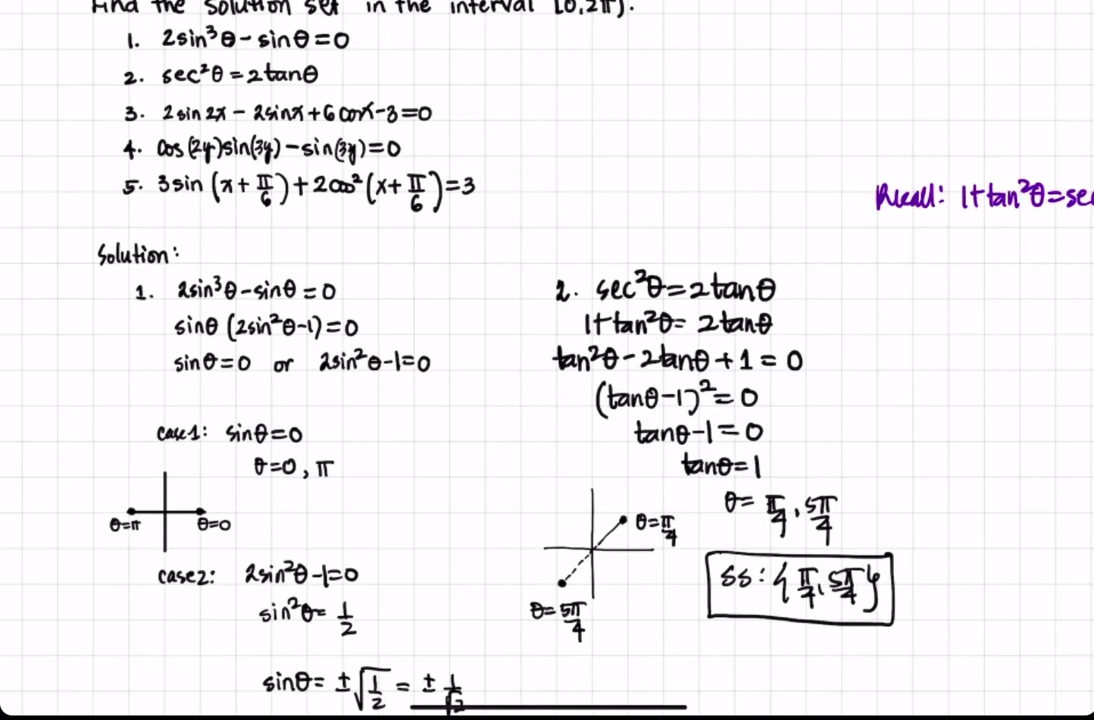 Find the solution set in the interval [0,2π).
1. 2sin³θ-sinθ=0
2. sec²θ=2tanθ
3. 2sin2x-2sinx+6cosx-3=0
4. cos(2y)sin(3y)-sin(3y)=0
5. 3sin(x+π/6)+2cos²(x+π/6)=3
Recall: 1+tan²θ=sec
Solution:
1. 2sin³θ-sinθ=0
sinθ(2sin²θ-1)=0
sinθ=0 or 2sin²θ-1=0
case1: sinθ=0
θ=0,π
θ=π θ=0
case2: 2sin²θ-1=0
sin²θ=1/2
sinθ=±√(1/2)=±1/√2
2. sec²θ=2tanθ
1+tan²θ=2tanθ
tan²θ-2tanθ+1=0
(tanθ-1)²=0
tanθ-1=0
tanθ=1
θ=π/4,5π/4
θ=π/4
θ=5π/4
SS:{π/4,5π/4}